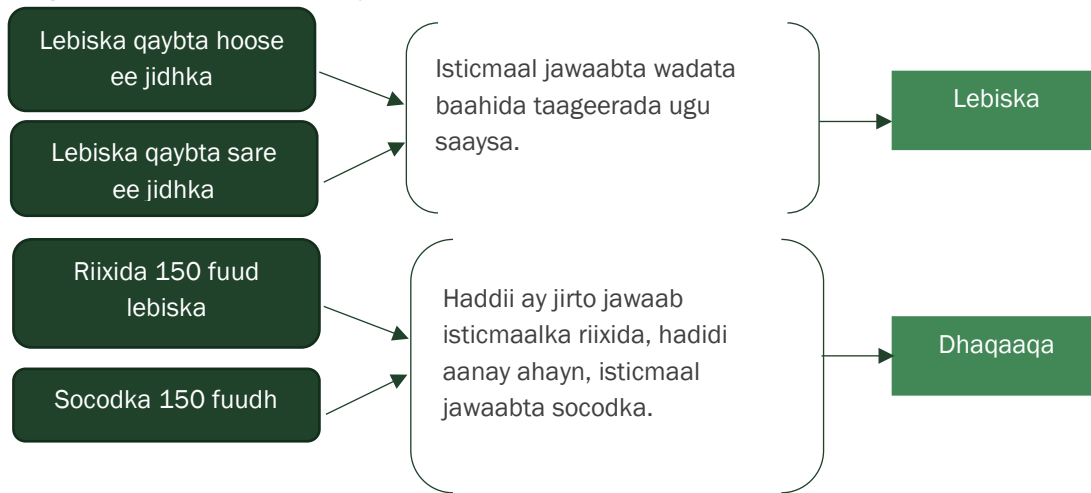 Lebiska qaybta hoose
ee jidhka
Lebiska qaybta sare
ee jidhka
Isticmaal jawaabta wadata
baahida taageerada ugu
saaysa.
Lebiska
Riixida 150 fuud
lebiska
Socodka 150 fuudh
Haddii ay jirto jawaab
isticmaalka riixida, hadidi
aanay ahayn, isticmaal
jawaabta socodka.
Dhaqaaqa